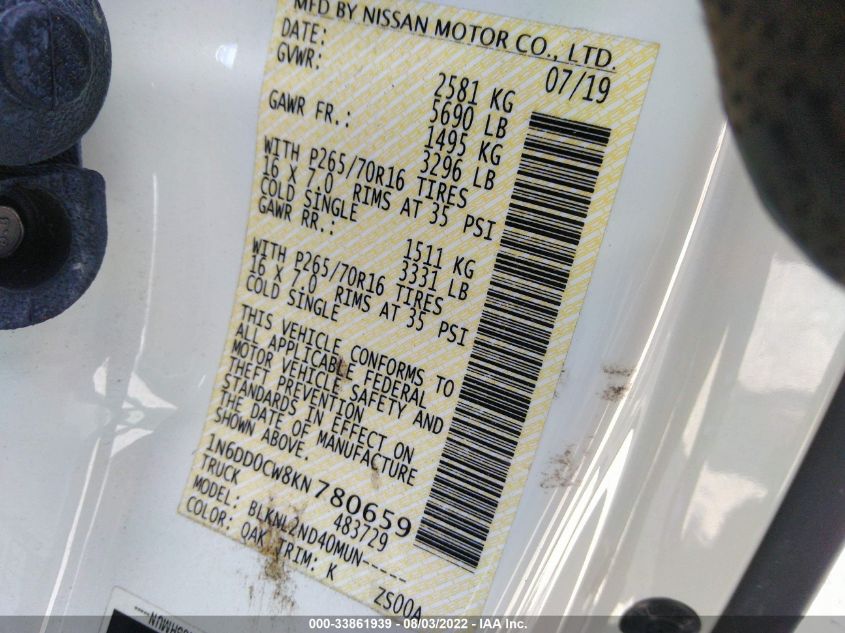 MFD BY NISSAN MOTOR CO., LTD.
DATE: 07/19
GVWR: 2581 KG
5690 LB
GAWR FR.: 1495 KG
3296 LB
WITH P265/70R16 TIRES
16 X 7.0 RIMS AT 35 PSI
COLD SINGLE
GAWR RR.: 1511 KG
3331 LB
WITH P265/70R16 TIRES
16 X 7.0 RIMS AT 35 PSI
COLD SINGLE
THIS VEHICLE CONFORMS TO
ALL APPLICABLE FEDERAL
MOTOR VEHICLE SAFETY AND
THEFT PREVENTION
STANDARDS IN EFFECT ON
THE DATE OF MANUFACTURE
SHOWN ABOVE.
1N6DD0CW8KN780659
TRUCK 483729
MODEL: BLKNL2ND40MUN-----
COLOR: QAK TRIM: K ZS00A
000-33861939 - 08/03/2022 - IAA Inc.